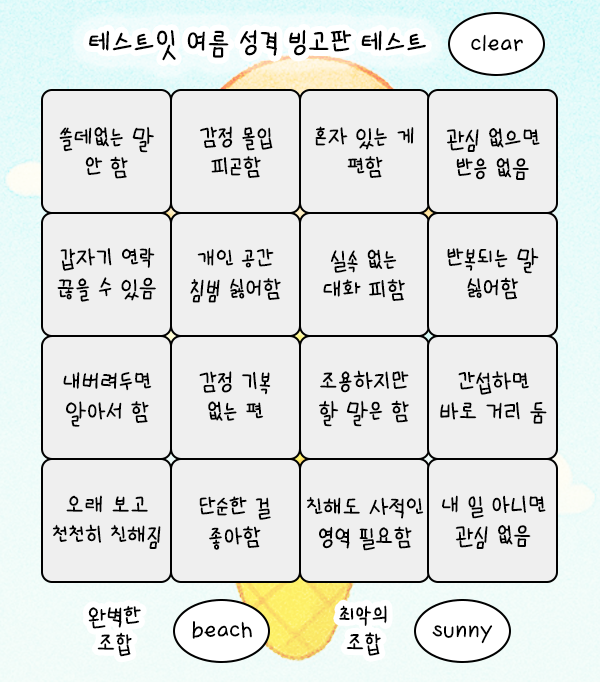 테스트잇 여름 성격 빙고판 테스트
clear
쓸데없는 말
안 함
감정 몰입
피곤함
혼자 있는 게
편함
관심 없으면
반응 없음
갑자기 연락
끊을 수 있음
개인 공간
침범 싫어함
실속 없는
대화 피함
반복되는 말
싫어함
내버려두면
알아서 함
감정 기복
없는 편
조용하지만
할 말은 함
간섭하면
바로 거리 둠
오래 보고
천천히 친해짐
단순한 걸
좋아함
친해도 사적인
영역 필요함
내 일 아니면
관심 없음
완벽한
조합
beach
최악의
조합
sunny